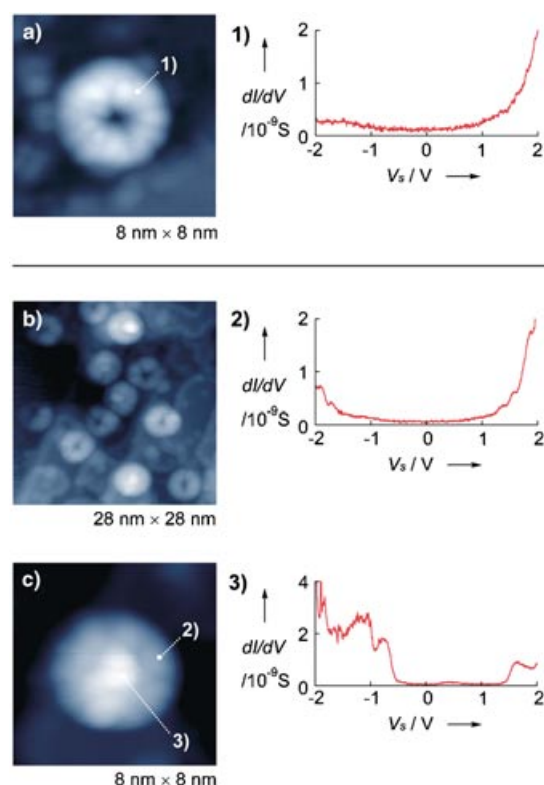 a)
1)
8 nm × 8 nm
1)
dI/dV
/10⁻⁹S
2
1
0
-2 -1 0 1 2
Vₛ / V
b)
28 nm × 28 nm
2)
dI/dV
/10⁻⁹S
2
1
0
-2 -1 0 1 2
Vₛ / V
c)
2)
3)
8 nm × 8 nm
3)
dI/dV
/10⁻⁹S
4
2
0
-2 -1 0 1 2
Vₛ / V